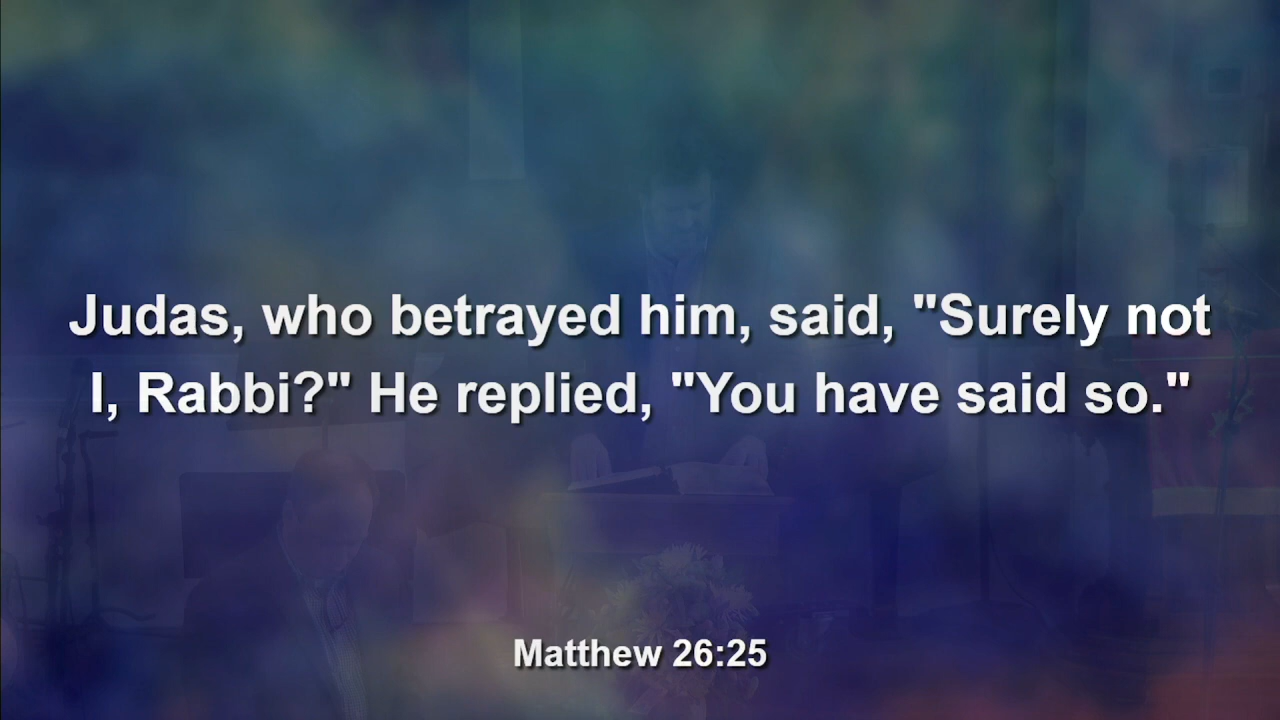 Judas, who betrayed him, said, "Surely not
I, Rabbi?" He replied, "You have said so."
Matthew 26:25